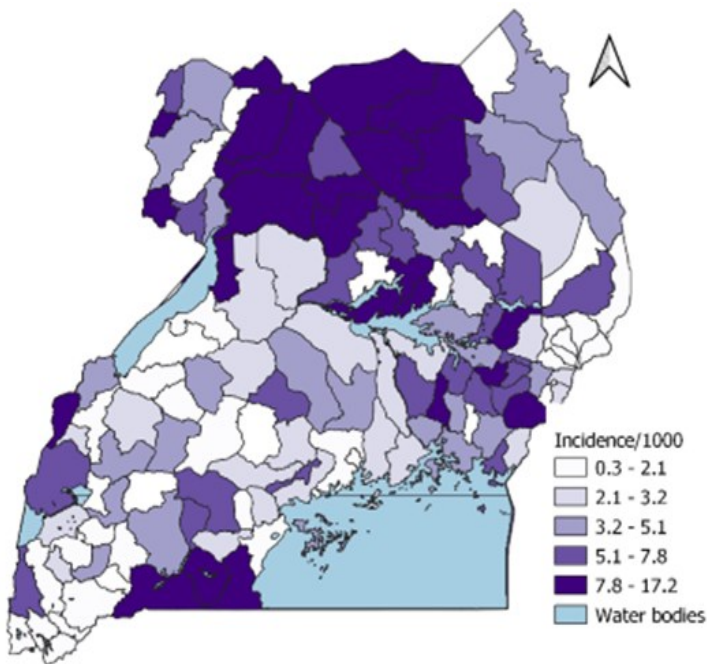 Incidence/1000
0.3 - 2.1
2.1 - 3.2
3.2 - 5.1
5.1 - 7.8
7.8 - 17.2
Water bodies